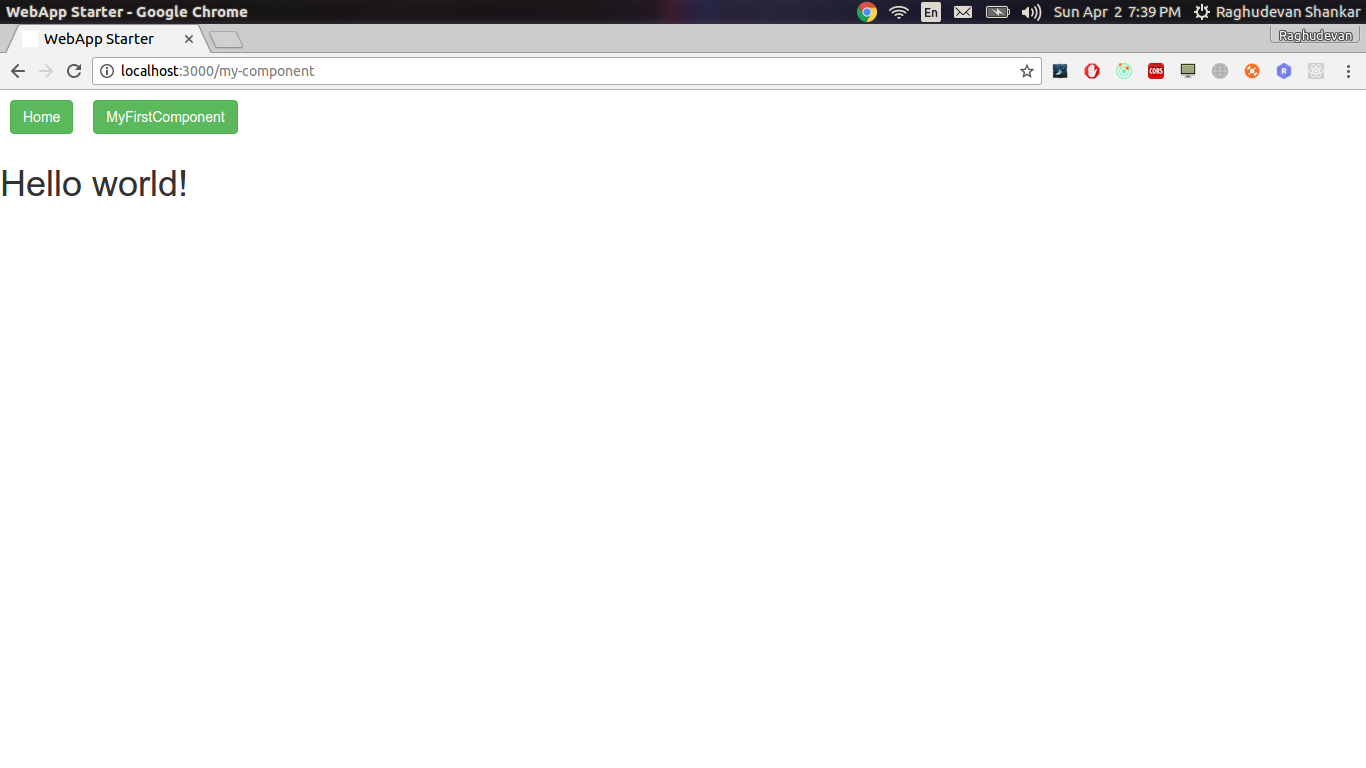 WebApp Starter - Google Chrome En Sun Apr 2 7:39 PM Raghudevan Shankar
WebApp Starter Raghudevan
localhost:3000/my-component CORS R
Home MyFirstComponent
Hello world!